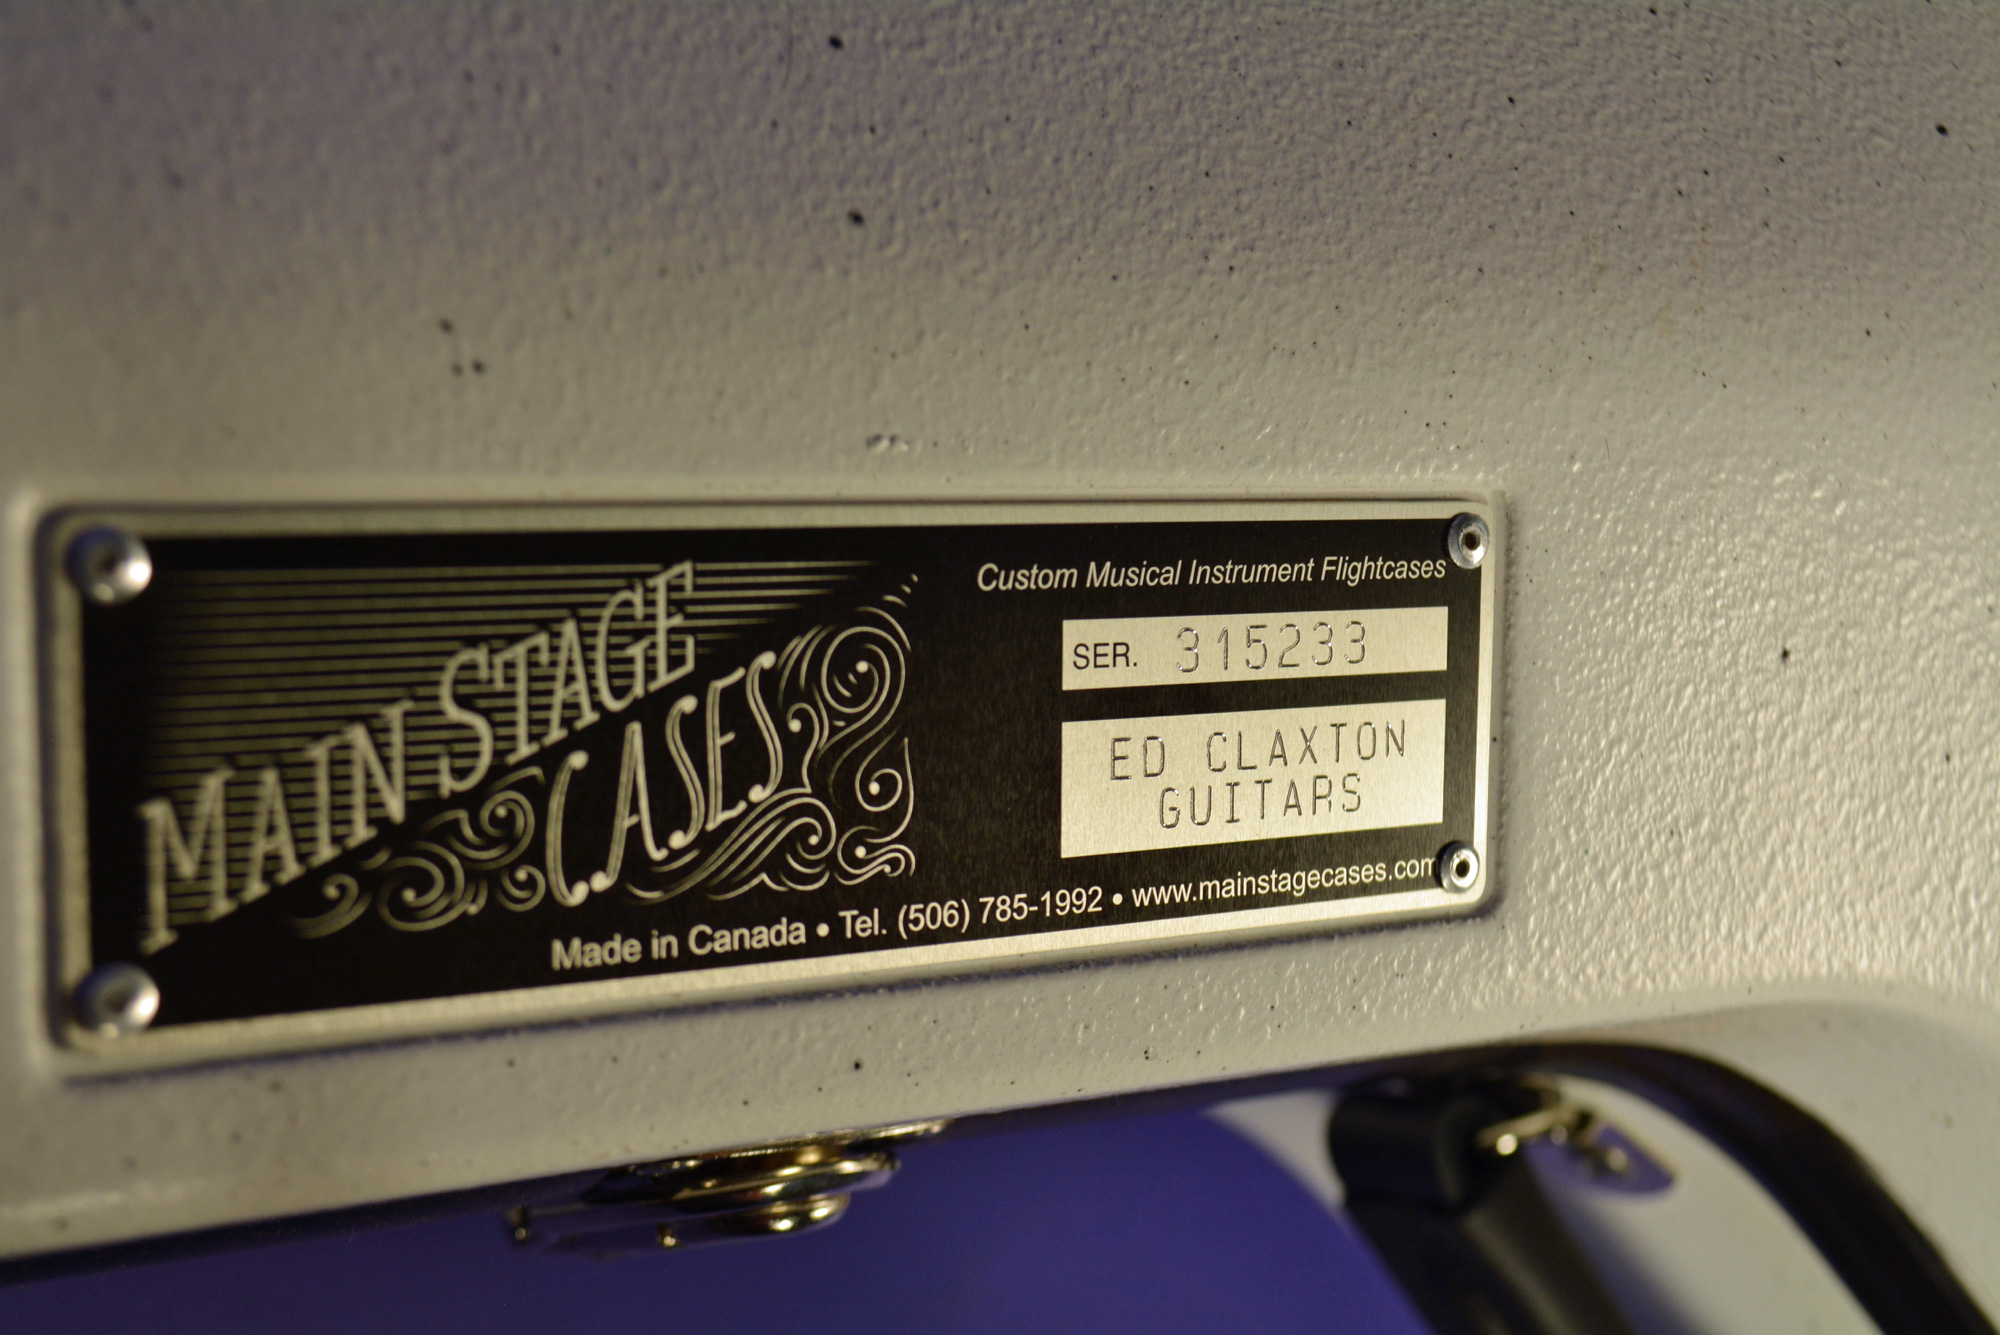 MAIN STAGE
CASES
Custom Musical Instrument Flightcases
SER. 315233
ED CLAXTON
GUITARS
Made in Canada • Tel. (506) 785-1992 • www.mainstagecases.com